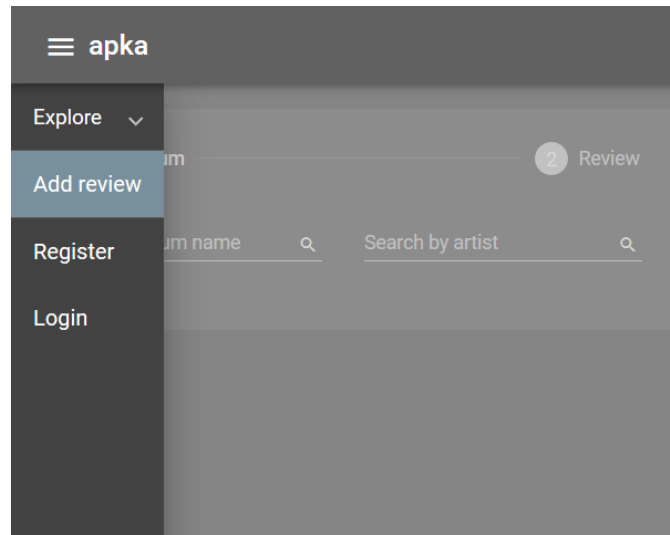 apka
Explore
um
2 Review
Add review
um name
Search by artist
Register
Login